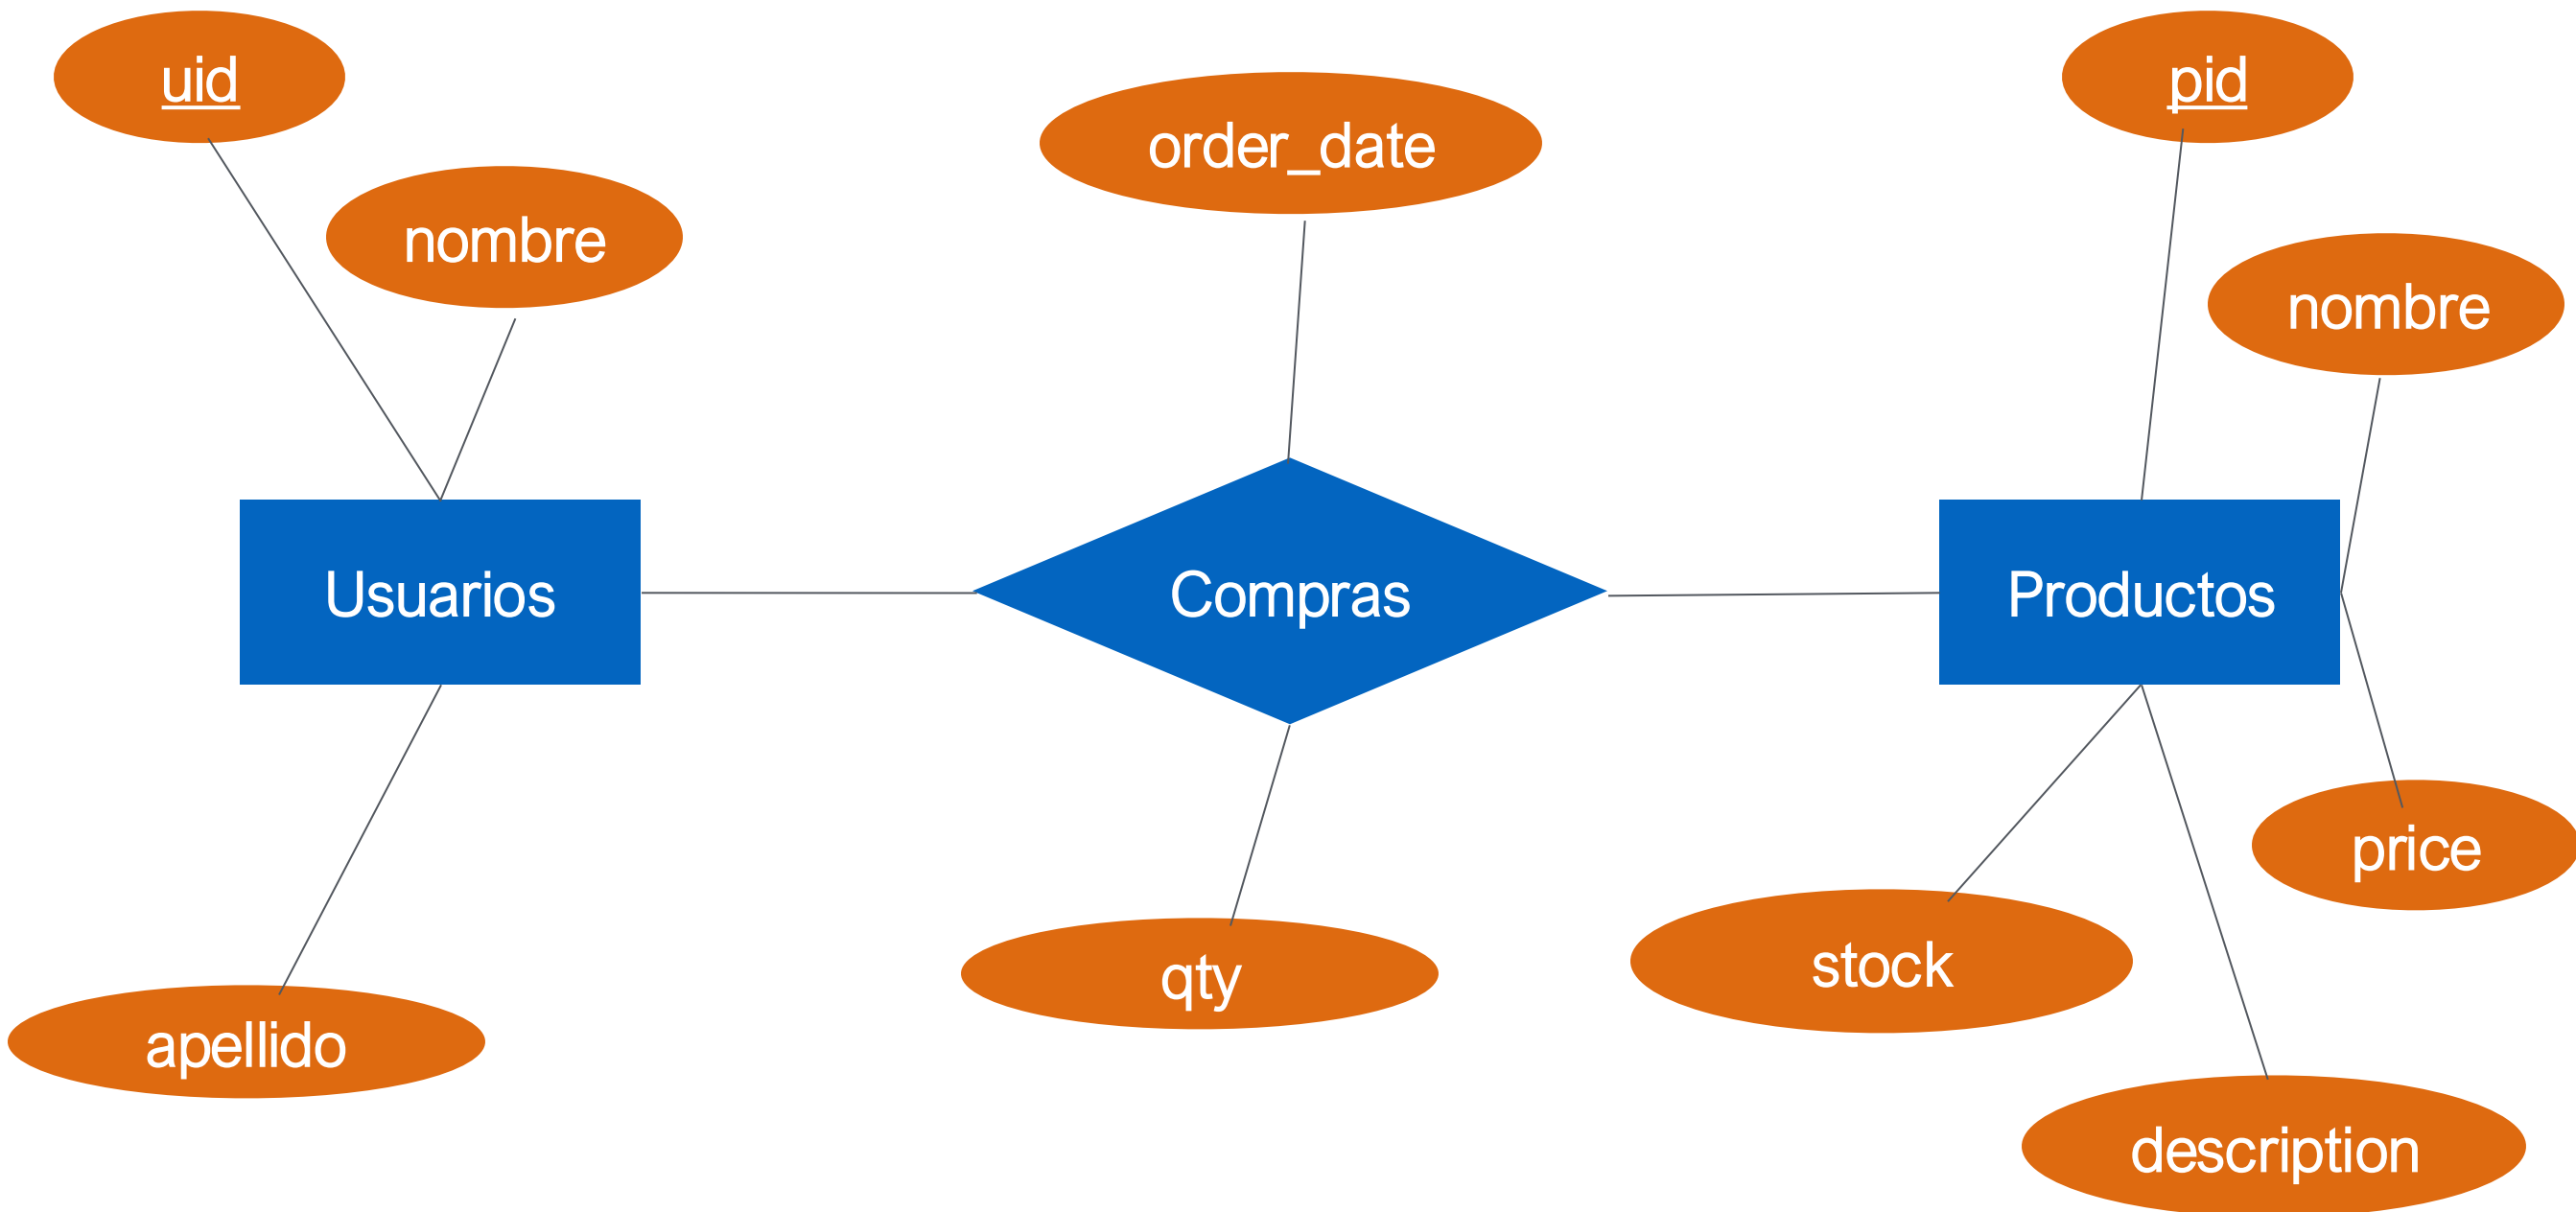 uid
pid
order_date
nombre
nombre
Usuarios
Compras
Productos
price
stock
qty
apellido
description